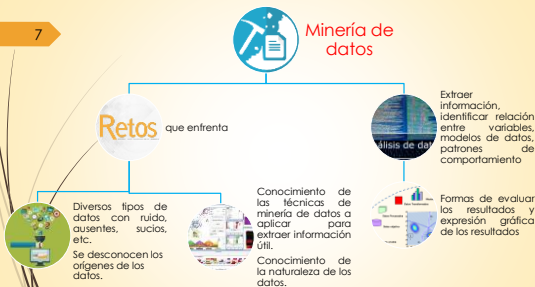 7
Minería de
datos
Retos
que enfrenta
Diversos tipos de
datos con ruido,
ausentes, sucios,
etc.
Se desconocen los
orígenes de los
datos.
Conocimiento de
las técnicas de
minería de datos a
aplicar para
extraer información
útil.
Conocimiento de
la naturaleza de los
datos.
álisis de dat
Extraer
información,
identificar relación
entre variables,
modelos de datos,
patrones de
comportamiento
Formas de evaluar
los resultados y
expresión gráfica
de los resultados